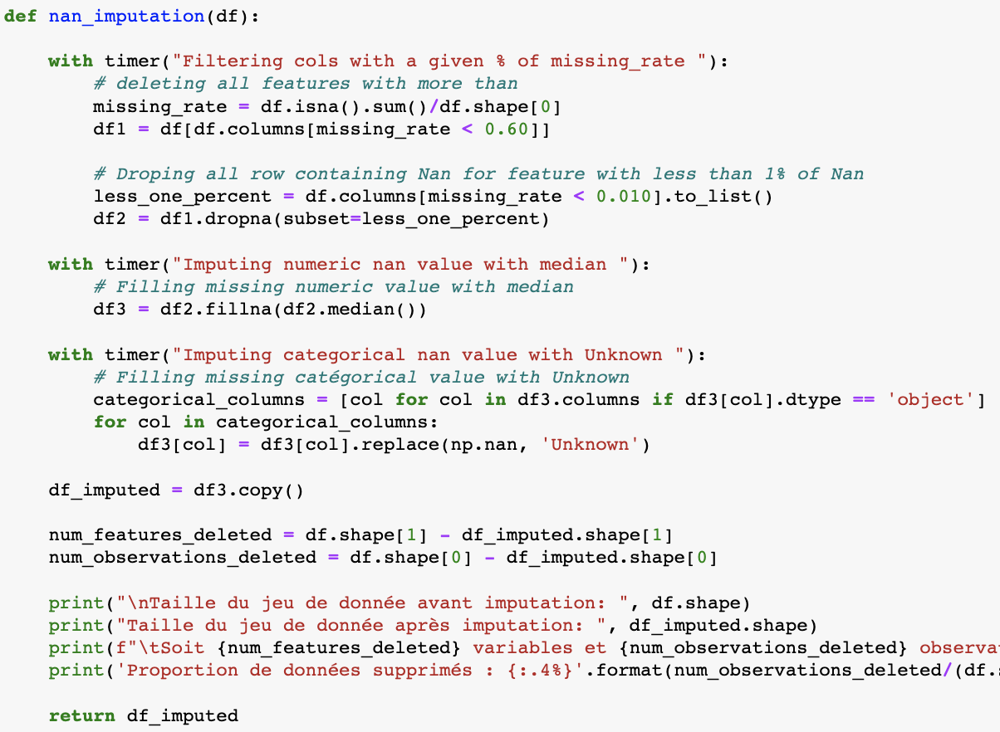 def nan_imputation(df):
with timer("Filtering cols with a given % of missing_rate "):
# deleting all features with more than
missing_rate = df.isna().sum()/df.shape[0]
df1 = df[df.columns[missing_rate < 0.60]]
# Droping all row containing Nan for feature with less than 1% of Nan
less_one_percent = df.columns[missing_rate < 0.010].to_list()
df2 = df1.dropna(subset=less_one_percent)
with timer("Imputing numeric nan value with median "):
# Filling missing numeric value with median
df3 = df2.fillna(df2.median())
with timer("Imputing categorical nan value with Unknown "):
# Filling missing catégorical value with Unknown
categorical_columns = [col for col in df3.columns if df3[col].dtype == 'object']
for col in categorical_columns:
df3[col] = df3[col].replace(np.nan, 'Unknown')
df_imputed = df3.copy()
num_features_deleted = df.shape[1] - df_imputed.shape[1]
num_observations_deleted = df.shape[0] - df_imputed.shape[0]
print("\nTaille du jeu de donnée avant imputation: ", df.shape)
print("Taille du jeu de donnée après imputation: ", df_imputed.shape)
print(f"\tSoit {num_features_deleted} variables et {num_observations_deleted} observa
print('Proportion de données supprimés : {:.4%}'.format(num_observations_deleted/(df.
return df_imputed